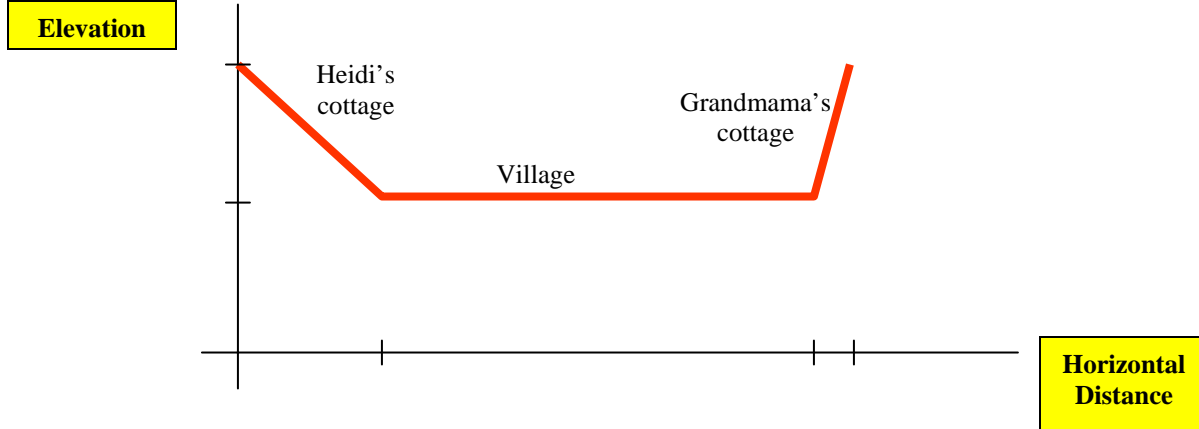 Elevation
Heidi's
cottage
Grandmama's
cottage
Village
Horizontal
Distance